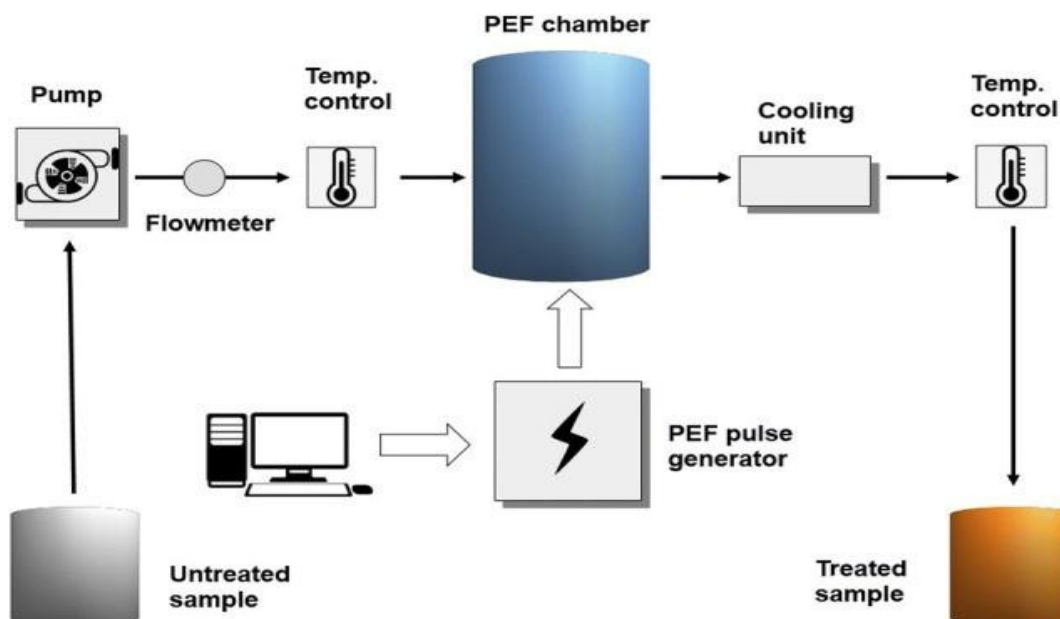 PEF chamber
Pump
Temp.
control
Cooling
unit
Temp.
control
Flowmeter
PEF pulse
generator
Untreated
sample
Treated
sample